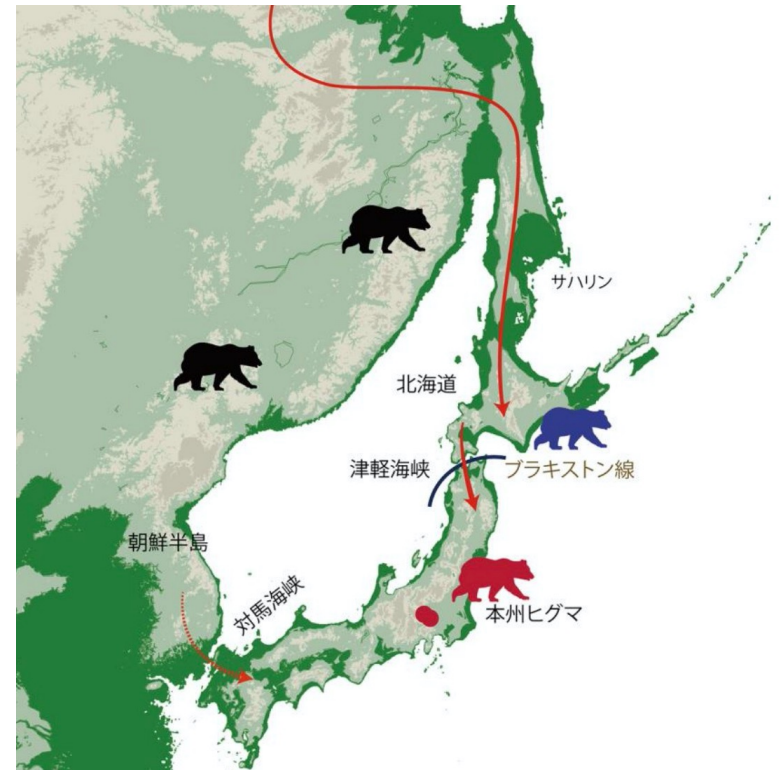 サハリン
北海道
津軽海峡
ブラキストン線
朝鮮半島
対馬海峡
本州ヒグマ